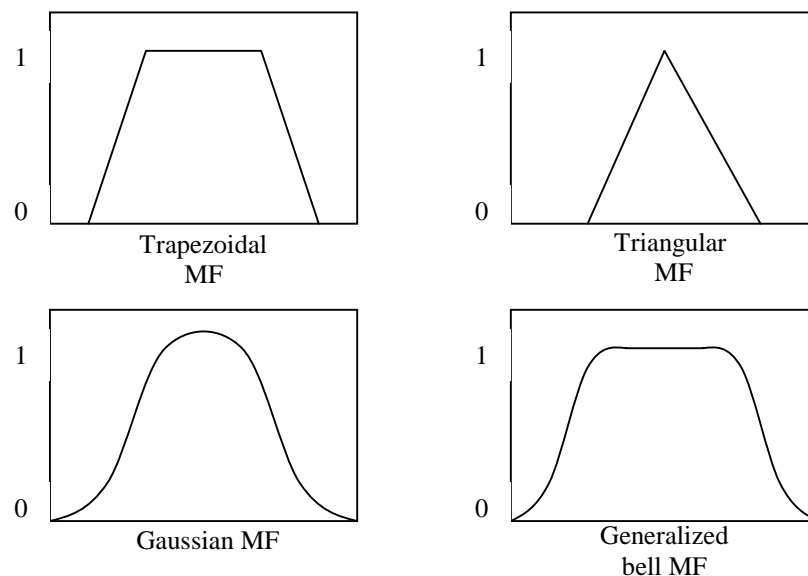 1
0
Trapezoidal
MF
1
0
Triangular
MF
1
0
Gaussian MF
1
0
Generalized
bell MF